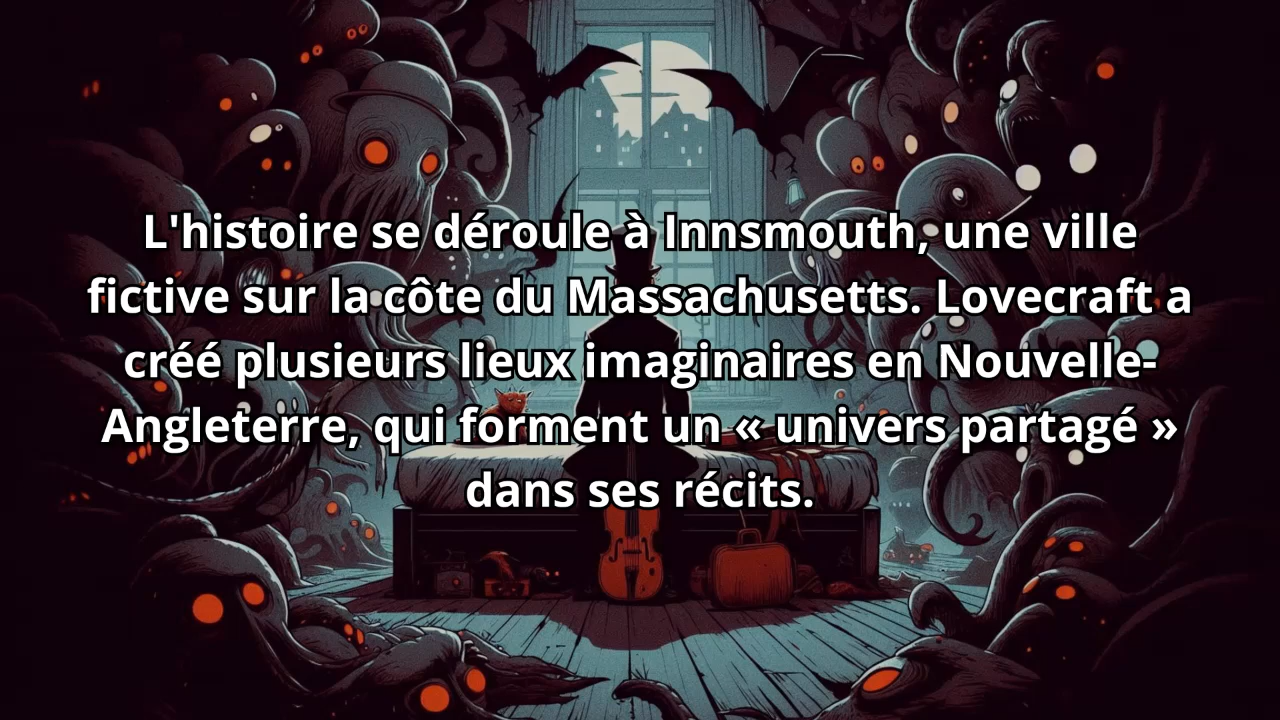 L'histoire se déroule à Innsmouth, une ville
fictive sur la côte du Massachusetts. Lovecraft a
créé plusieurs lieux imaginaires en Nouvelle-
Angleterre, qui forment un « univers partagé »
dans ses récits.